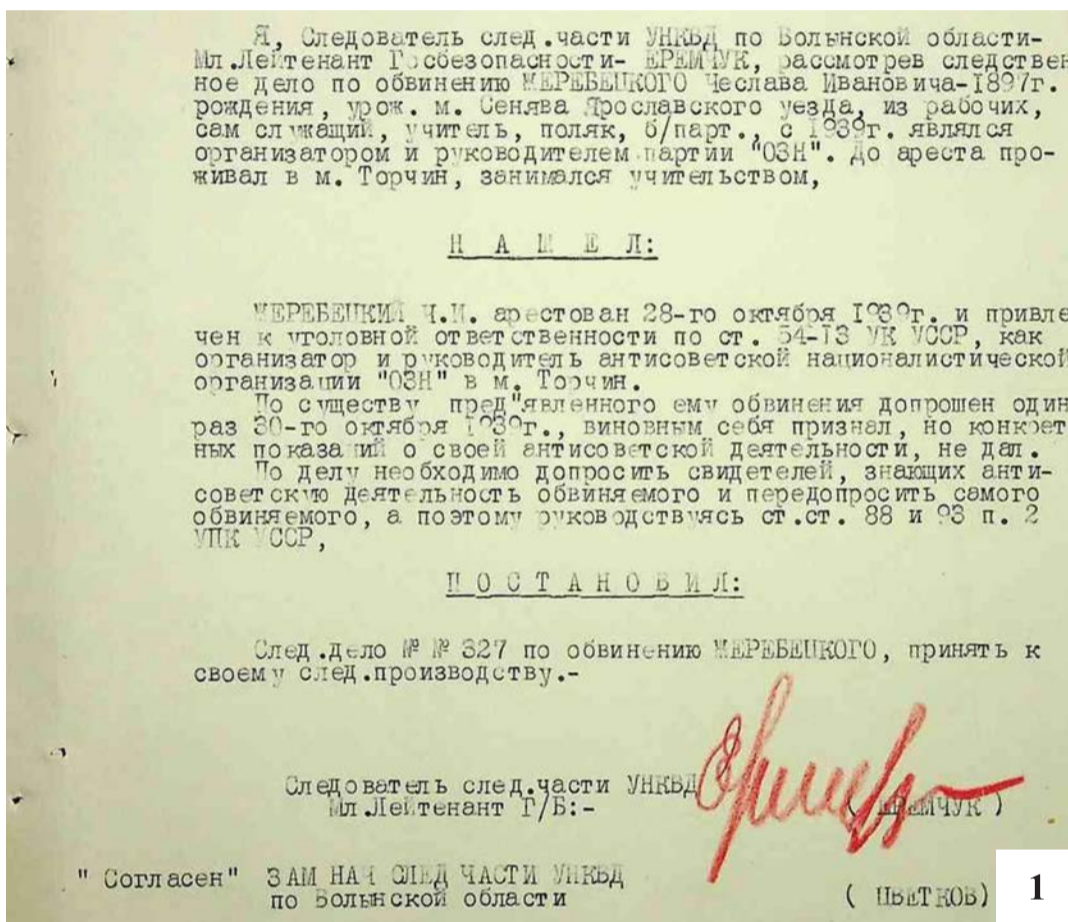 Я, Следователь след.части УНКВД по Волынской области-
Мл.Лейтенант Госбезопасности- ЕРЕМЧУК, рассмотрев следствен
ное дело по обвинению ЖЕРЕБЕЦКОГО Чеслава Ивановича-1897г.
рождения, урож. м. Сенява Ярославского уезда, из рабочих,
сам служащий, учитель, поляк, б/парт., с 1939г. являлся
организатором и руководителем партии "ОЗН". До ареста про-
живал в м. Торчин, занимался учительством,
Н А Ш Е Л:
ЖЕРЕБЕЦКИЙ Ч.И. арестован 28-го октября I939г. и привле
чен к уголовной ответственности по ст. 54-I3 УК УССР, как
организатор и руководитель антисоветской националистической
организации "ОЗН" в м. Торчин.
По существу пред"явленного ему обвинения допрошен один
раз 30-го октября I939г., виновным себя признал, но конкрет
ных показаний о своей антисоветской деятельности, не дал.
По делу необходимо допросить свидетелей, знающих анти-
советскую деятельность обвиняемого и передопросить самого
обвиняемого, а поэтому руководствуясь ст.ст. 88 и 93 п. 2
УПК УССР,
П О С Т А Н О В И Л:
След.дело № № 327 по обвинению ЖЕРЕБЕЦКОГО, принять к
своему след.производству.-
Следователь след.части УНКВД
Мл.Лейтенант Г/Б:- ( ЕРЕМЧУК )
"Согласен" ЗАМ НАЧ СЛЕД ЧАСТИ УНКВД
по Волынской области ( ЦВЕТКОВ)
1